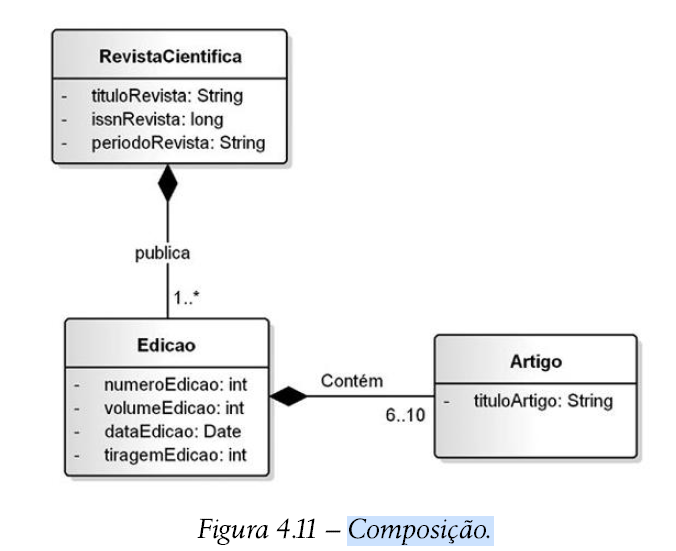 RevistaCientifica
- tituloRevista: String
- issnRevista: long
- periodoRevista: String
publica
1..*
Edicao
- numeroEdicao: int
- volumeEdicao: int
- dataEdicao: Date
- tiragemEdicao: int
Contém
6..10
Artigo
- tituloArtigo: String
Figura 4.11 – Composição.